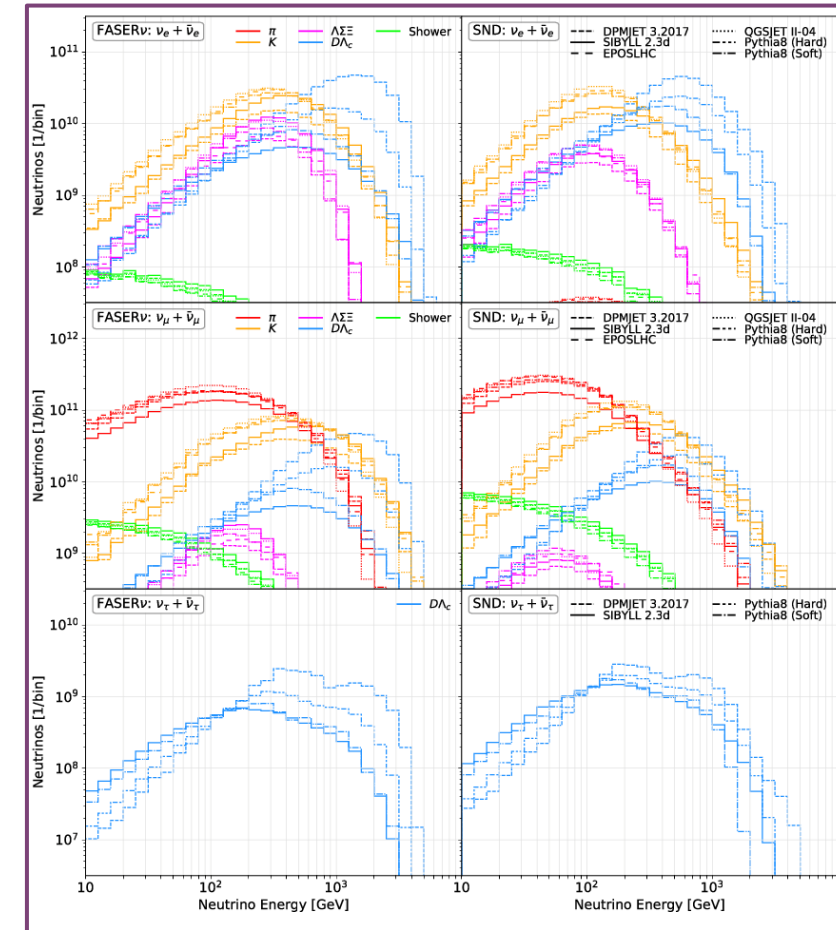 FASERν: νe + ν̄e
π
ΛΣΞ
Shower
K
DΛc
SND: νe + ν̄e
DPMJET 3.2017
QGSJET II-04
SIBYLL 2.3d
Pythia8 (Hard)
EPOSLHC
Pythia8 (Soft)
Neutrinos [1/bin]
10¹¹
10¹⁰
10⁹
10⁸
FASERν: νμ + ν̄μ
π
ΛΣΞ
Shower
K
DΛc
SND: νμ + ν̄μ
DPMJET 3.2017
QGSJET II-04
SIBYLL 2.3d
Pythia8 (Hard)
EPOSLHC
Pythia8 (Soft)
Neutrinos [1/bin]
10¹²
10¹¹
10¹⁰
10⁹
FASERν: ντ + ν̄τ
DΛc
SND: ντ + ν̄τ
DPMJET 3.2017
Pythia8 (Hard)
SIBYLL 2.3d
Pythia8 (Soft)
Neutrinos [1/bin]
10¹⁰
10⁹
10⁸
10⁷
10 10² 10³ 10 10² 10³
Neutrino Energy [GeV] Neutrino Energy [GeV]